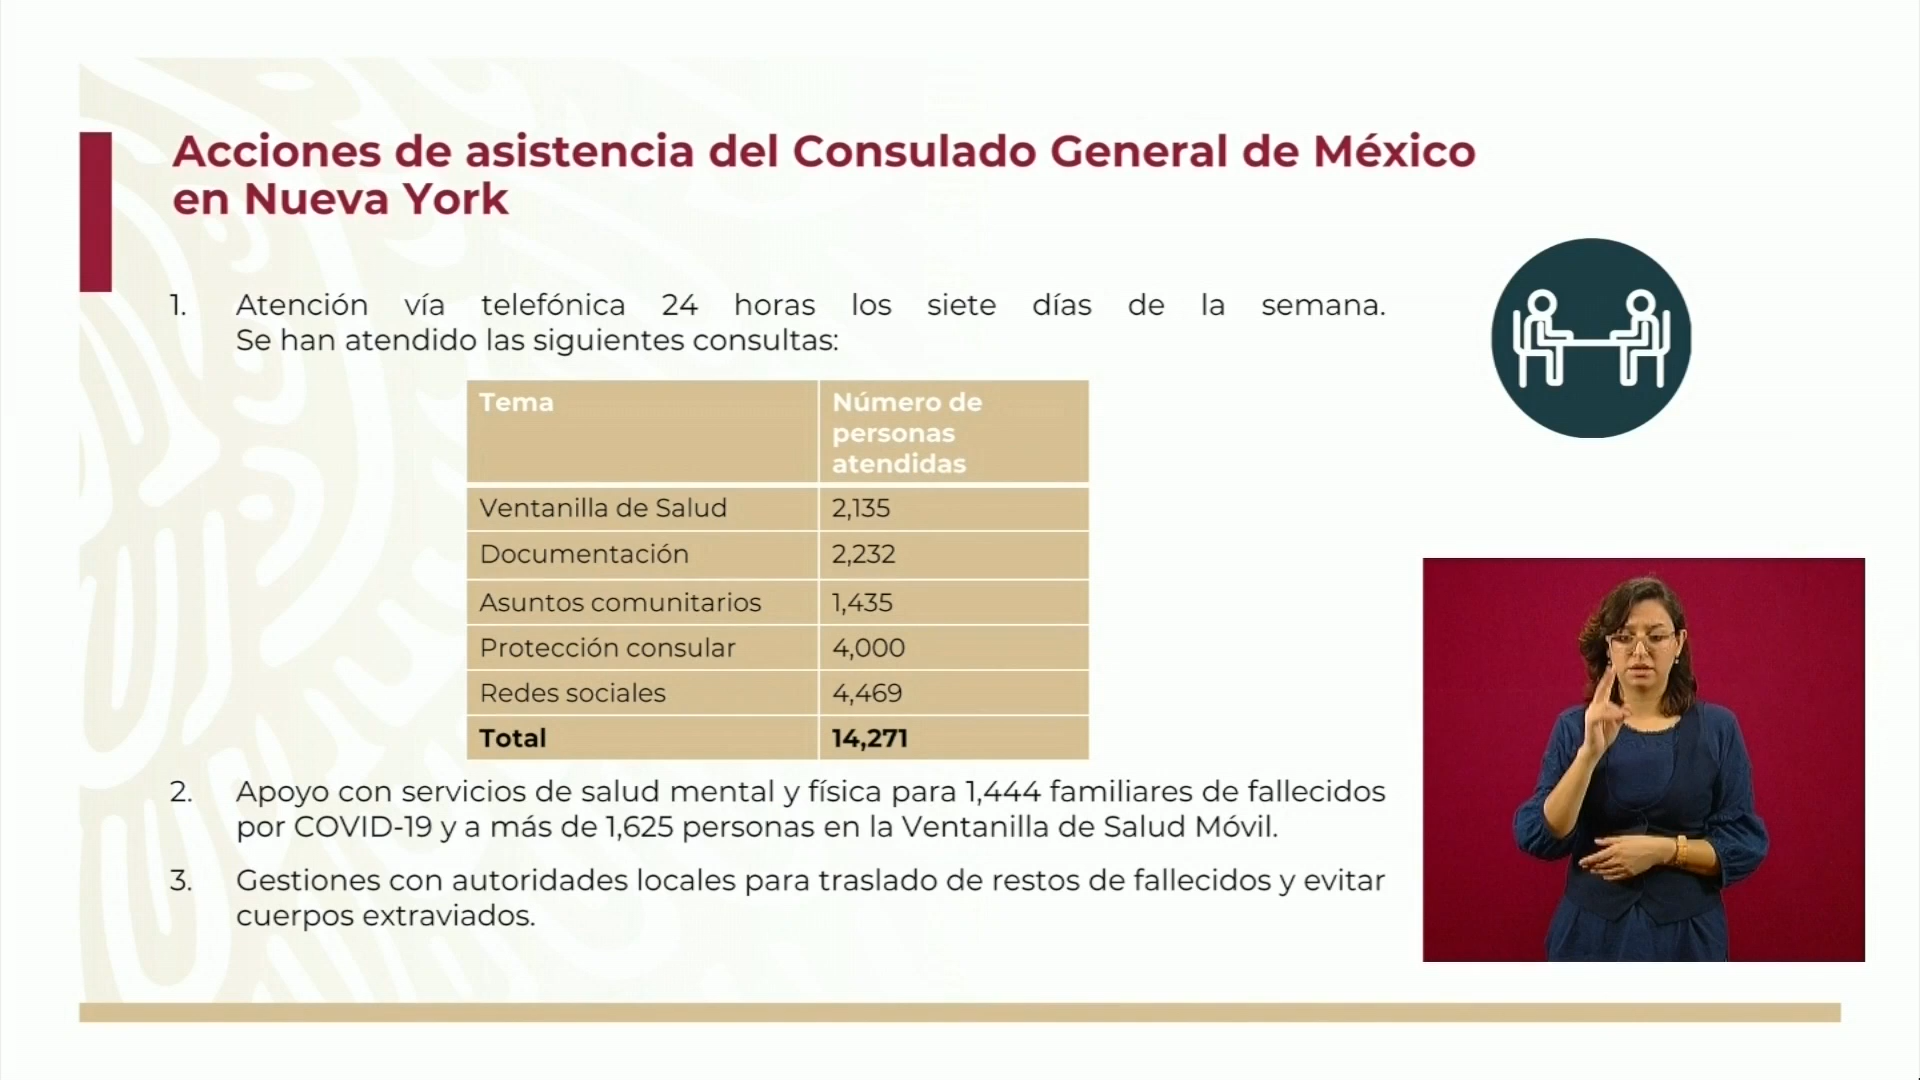 Acciones de asistencia del Consulado General de México
en Nueva York
1. Atención vía telefónica 24 horas los siete días de la semana.
Se han atendido las siguientes consultas:
Tema Número de
personas
atendidas
Ventanilla de Salud 2,135
Documentación 2,232
Asuntos comunitarios 1,435
Protección consular 4,000
Redes sociales 4,469
Total 14,271
2. Apoyo con servicios de salud mental y física para 1,444 familiares de fallecidos
por COVID-19 y a más de 1,625 personas en la Ventanilla de Salud Móvil.
3. Gestiones con autoridades locales para traslado de restos de fallecidos y evitar
cuerpos extraviados.